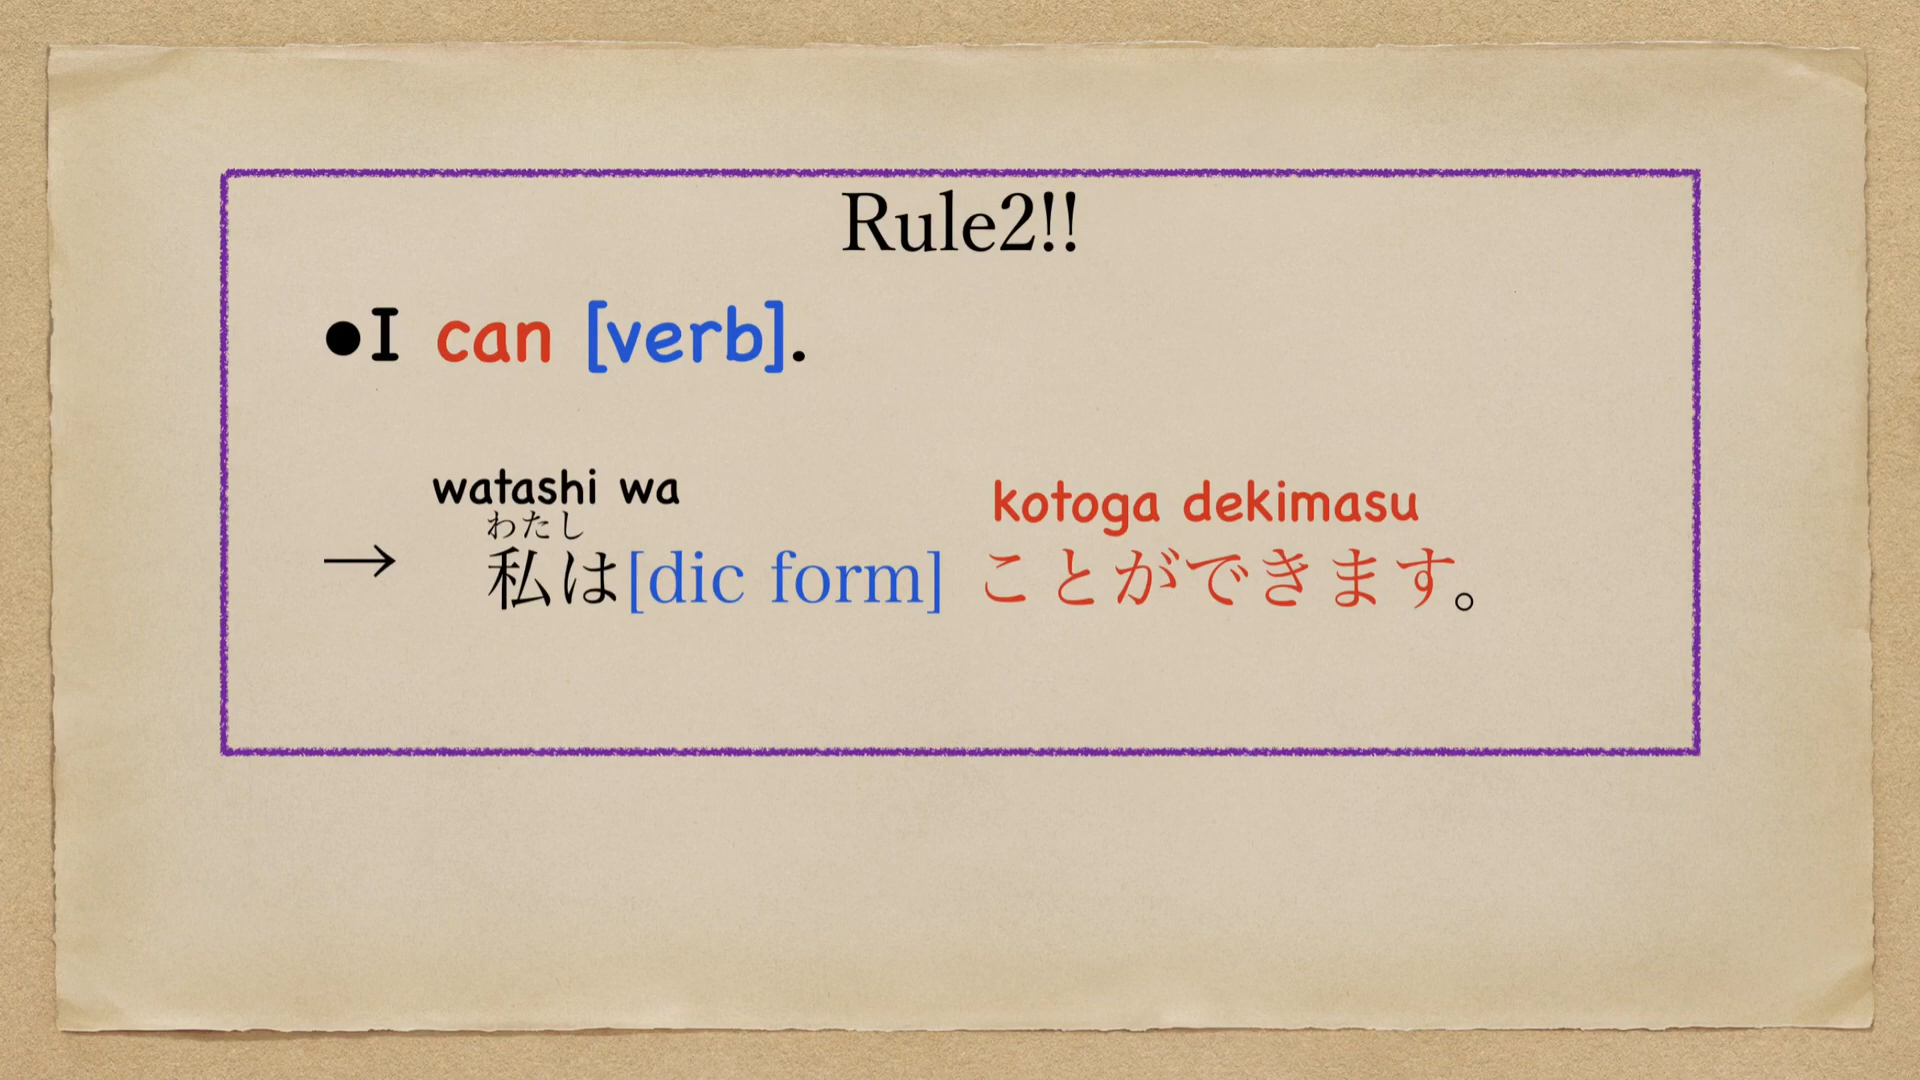 Rule2!!
●I can [verb].
watashi wa kotoga dekimasu
わたし
→ 私は[dic form] ことができます。